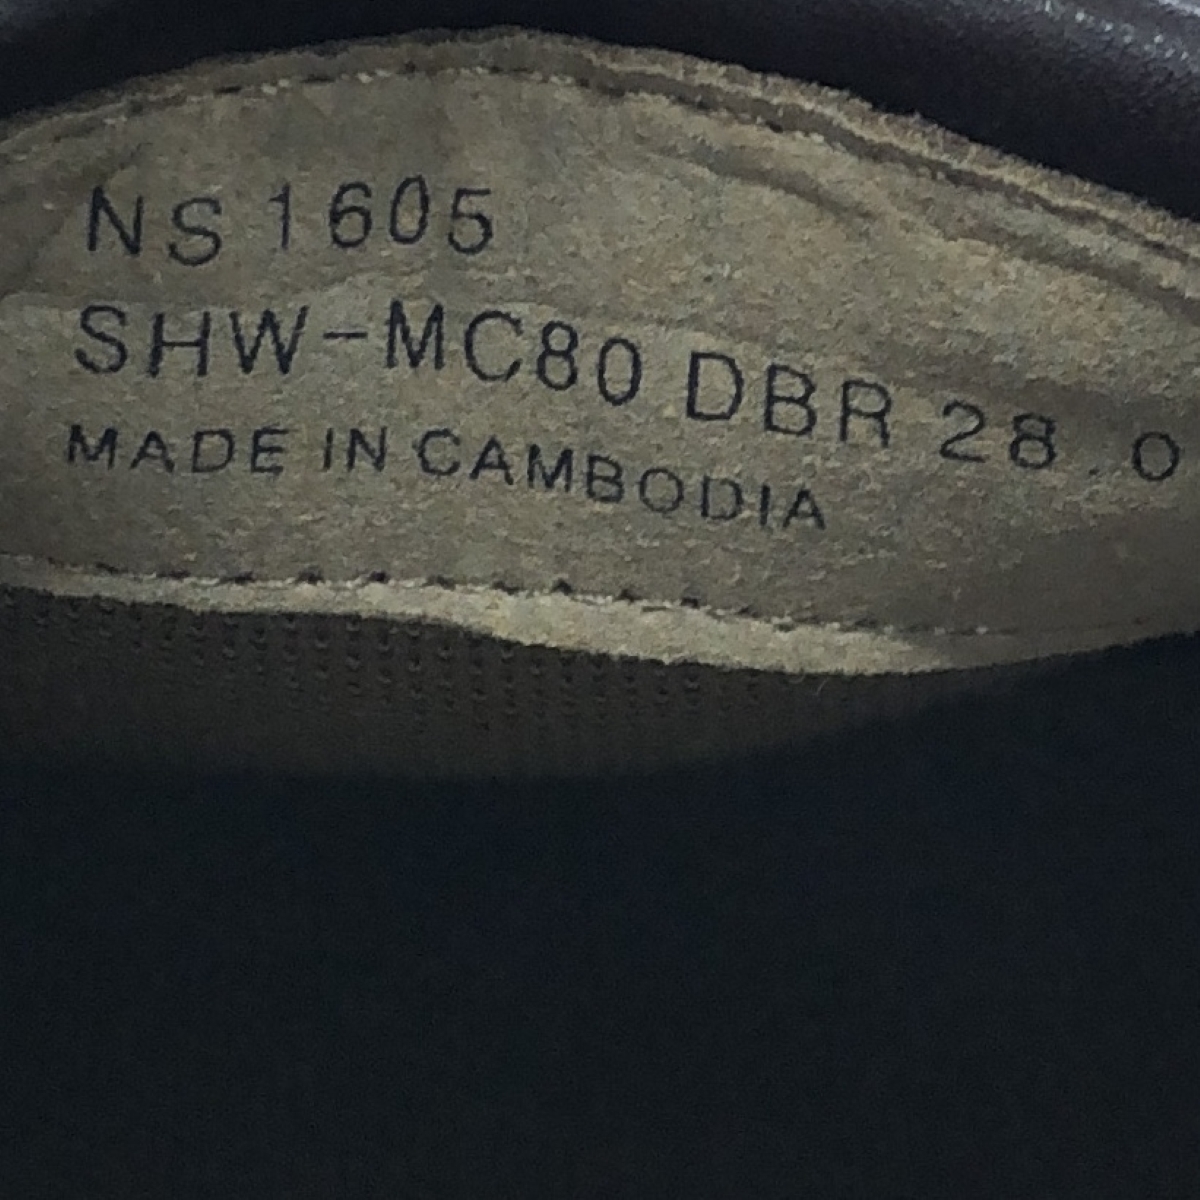 NS 1605
SHW-MC80 DBR 28.0
MADE IN CAMBODIA